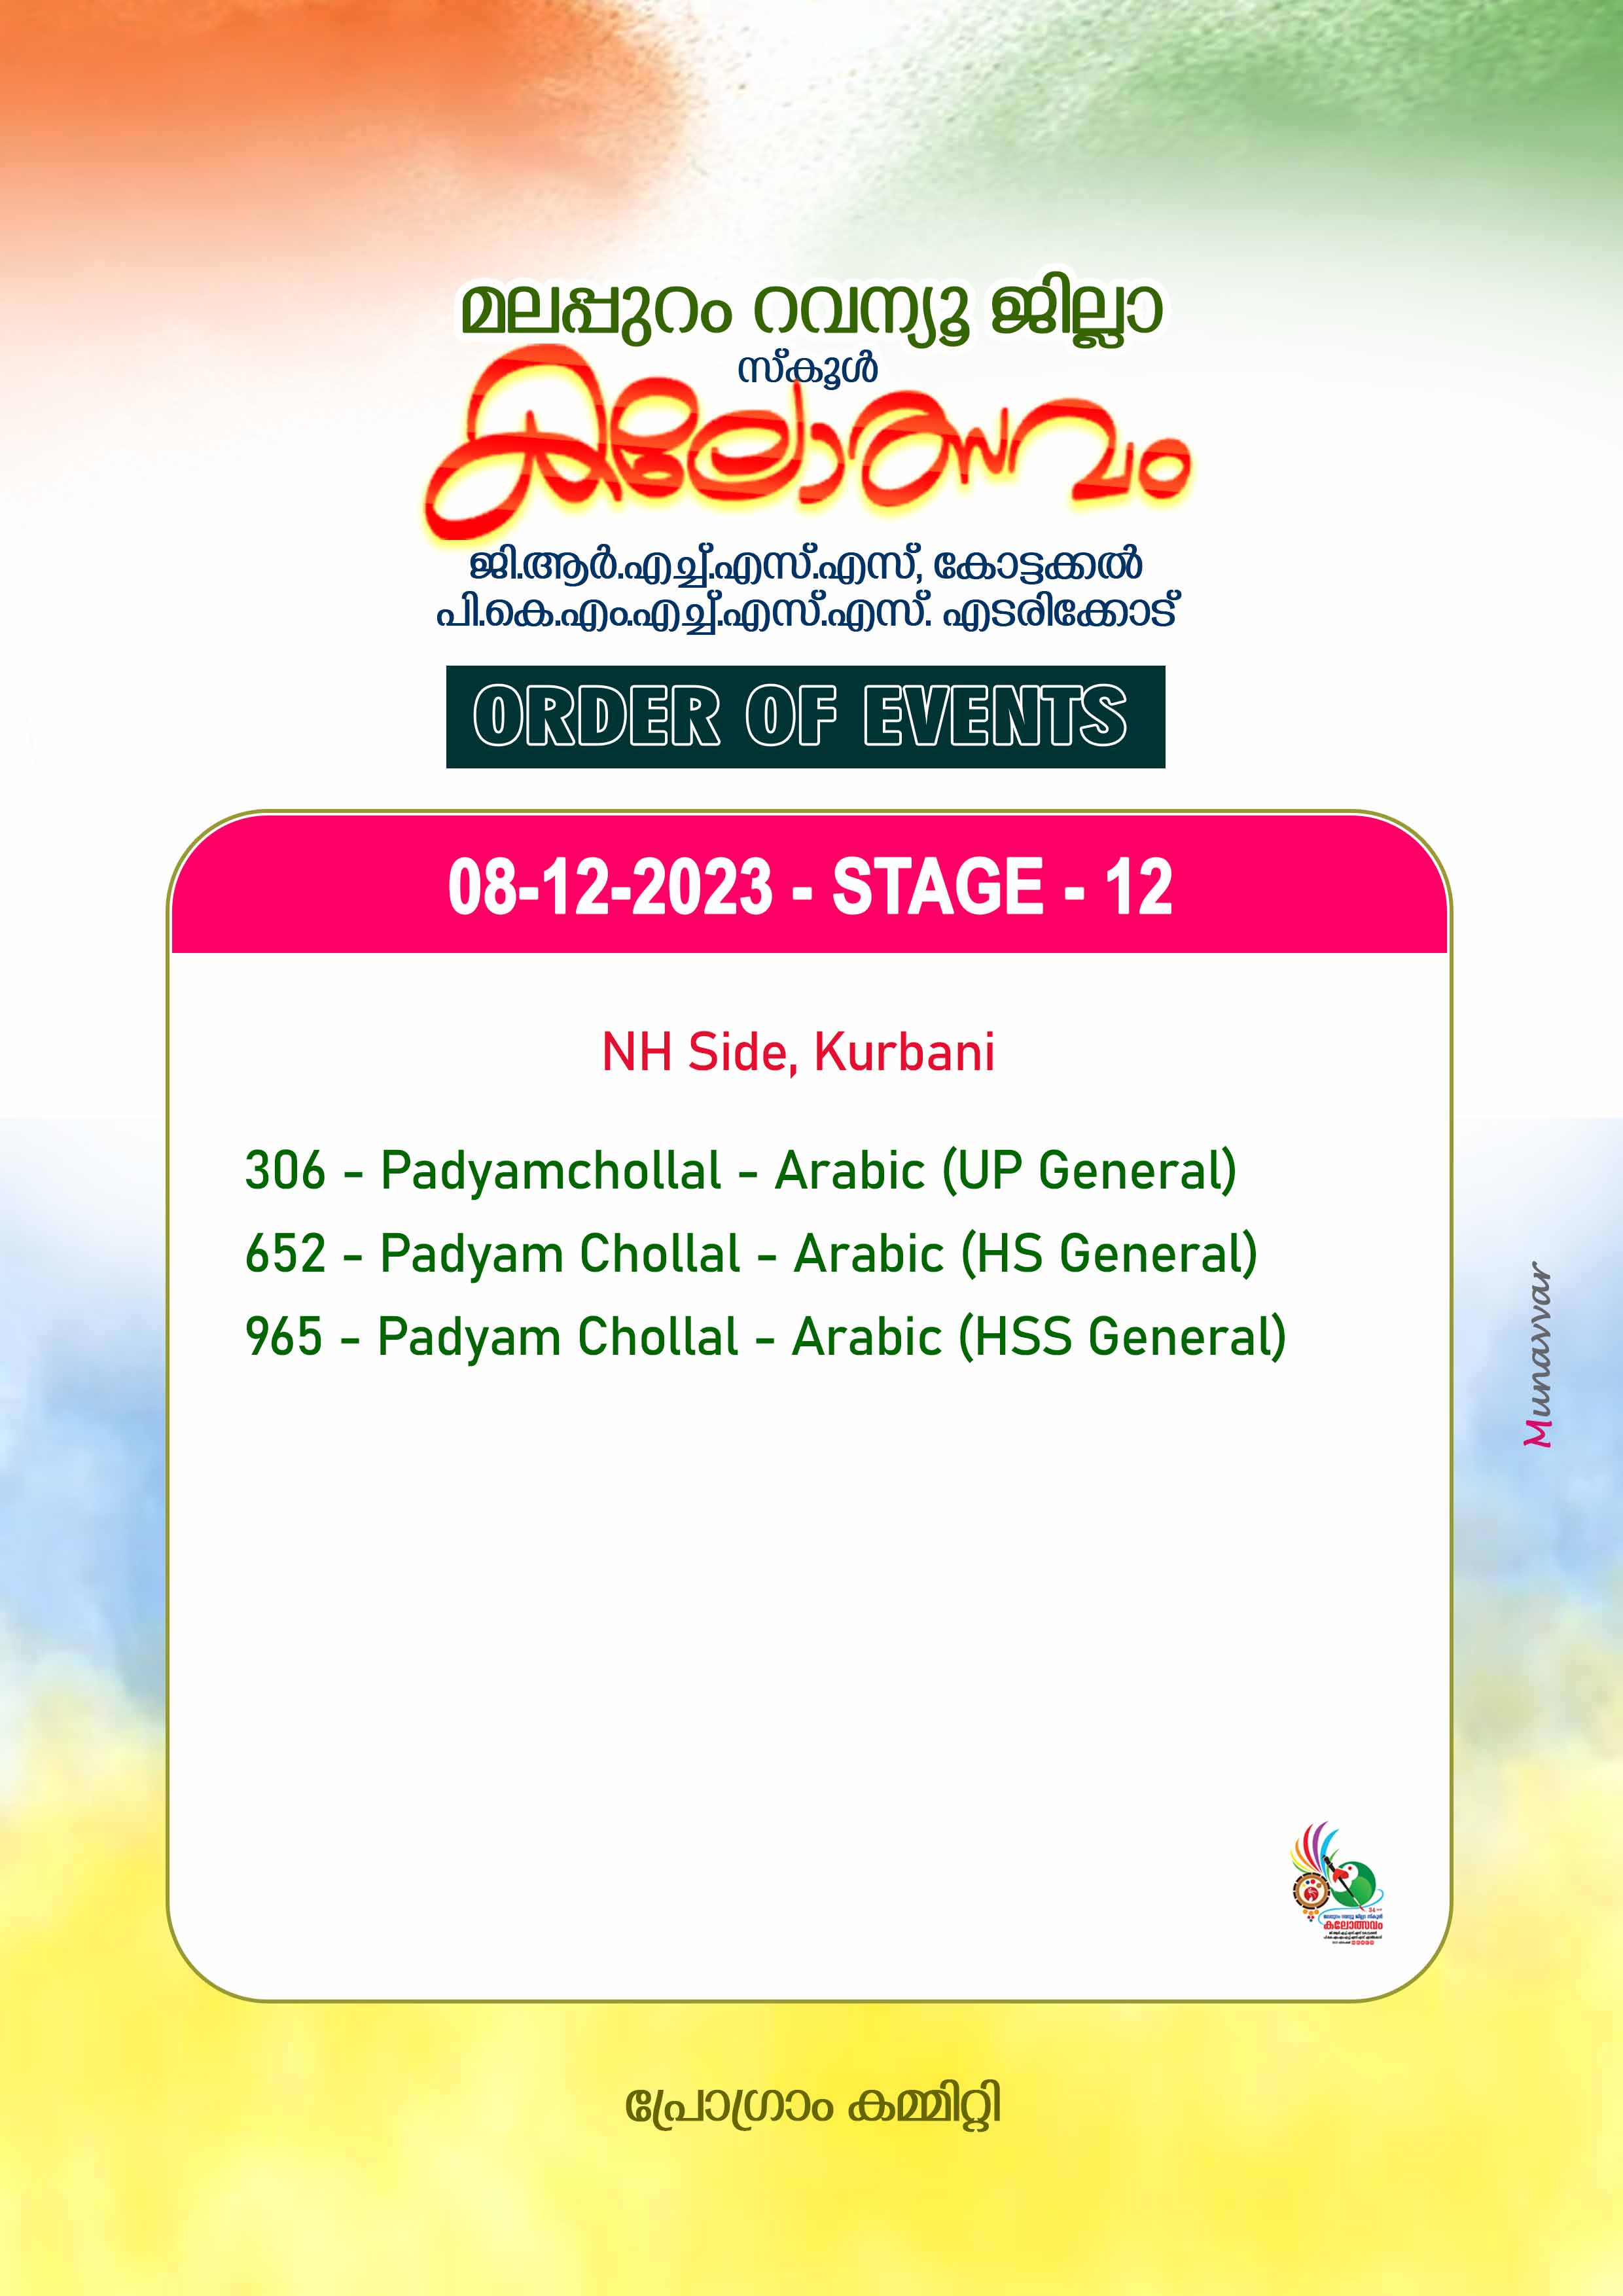 മലപ്പുറം റവന്യൂ ജില്ലാ
സ്കൂൾ
കലോത്സവം
ജി.ആർ.എച്ച്.എസ്.എസ്, കോട്ടക്കൽ
പി.കെ.എം.എച്ച്.എസ്.എസ്. എടരിക്കോട്
ORDER OF EVENTS
08-12-2023 - STAGE - 12
NH Side, Kurbani
306 - Padyamchollal - Arabic (UP General)
652 - Padyam Chollal - Arabic (HS General)
965 - Padyam Chollal - Arabic (HSS General)
Munavvar
കലോത്സവം
പ്രോഗ്രാം കമ്മിറ്റി